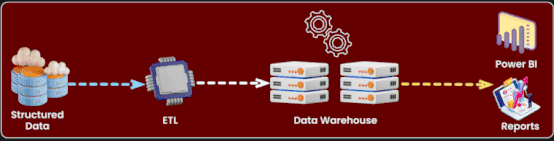 Structured
Data
ETL
Data Warehouse
Power BI
Reports